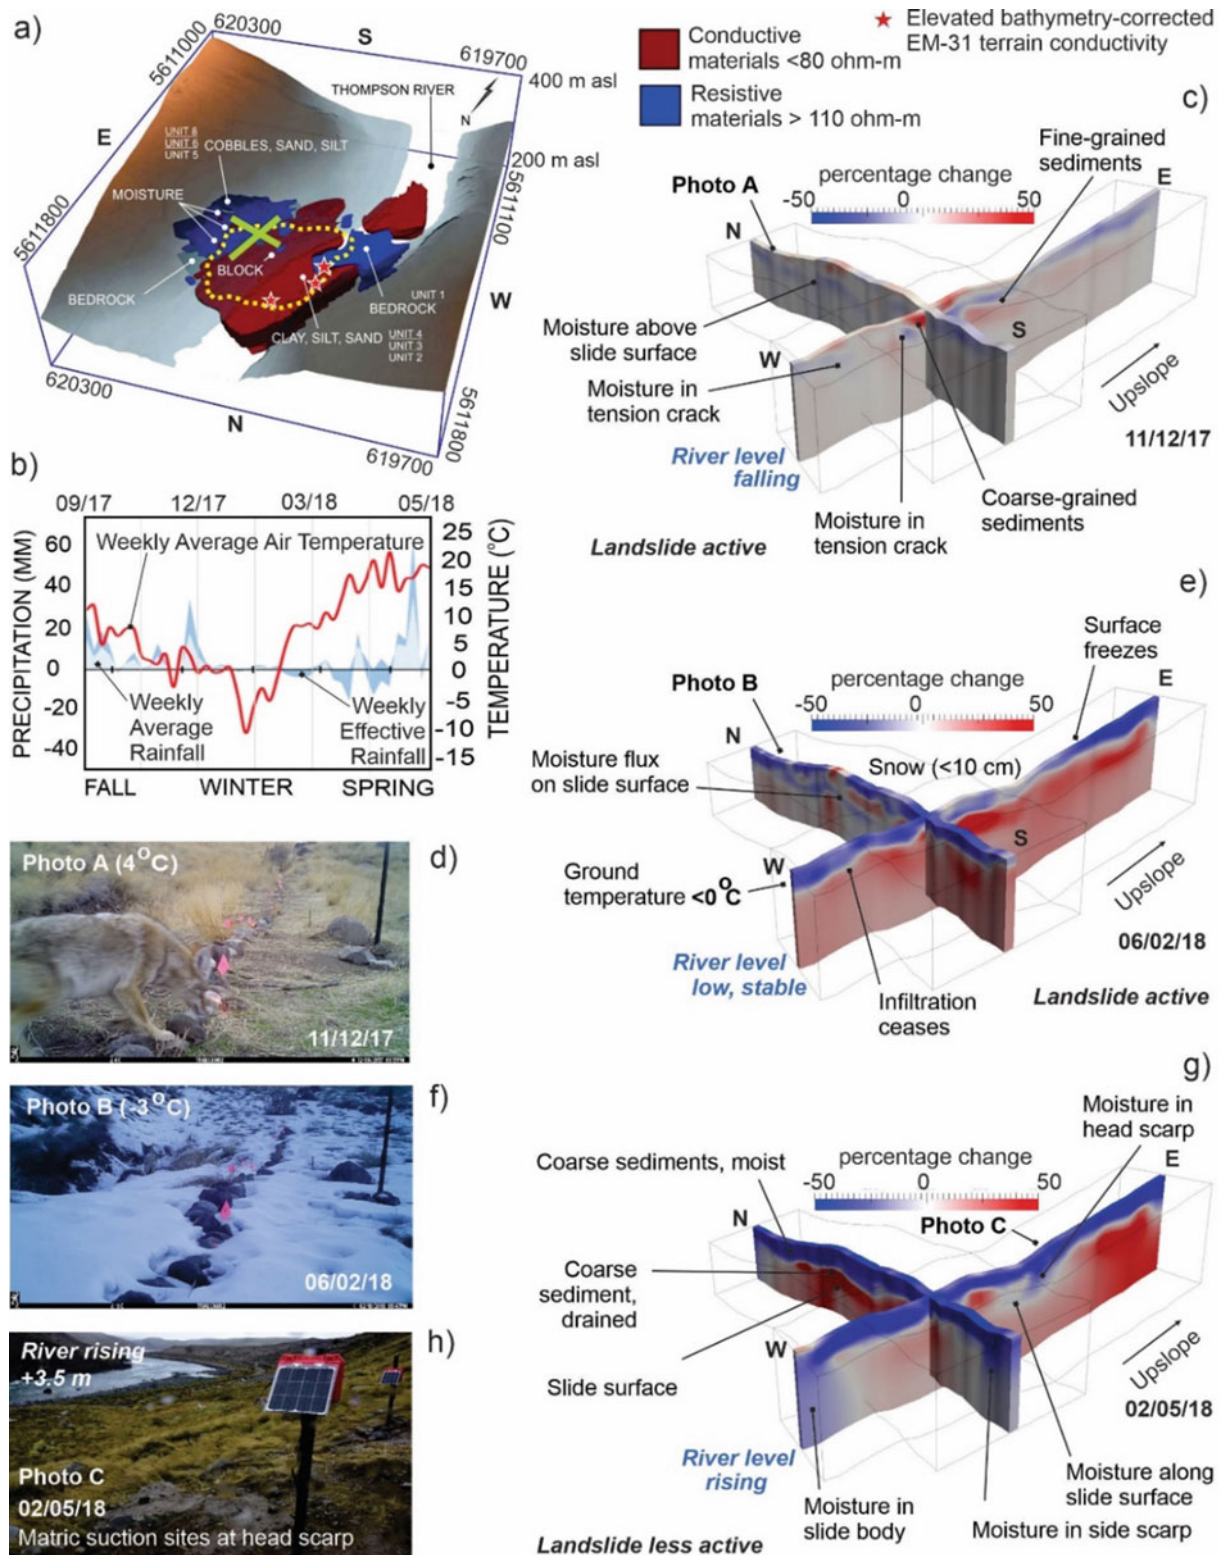 a)
620300
S
5611000
619700
400 m asl
THOMPSON RIVER
N
E
UNIT 8
UNIT 6
UNIT 5
COBBLES, SAND, SILT
200 m asl
MOISTURE
5611100
5611800
BLOCK
BEDROCK
UNIT 1
BEDROCK
W
CLAY, SILT, SAND
UNIT 4
UNIT 3
UNIT 2
620300
N
5611800
619700
Conductive
materials <80 ohm-m
Resistive
materials > 110 ohm-m
Elevated bathymetry-corrected
EM-31 terrain conductivity
c)
Fine-grained
sediments
Photo A
percentage change
-50
0
50
E
N
Moisture above
slide surface
S
W
Moisture in
tension crack
Upslope
11/12/17
River level
falling
Coarse-grained
sediments
Moisture in
tension crack
Landslide active
b)
09/17
12/17
03/18
05/18
PRECIPITATION (MM)
60
40
20
0
-20
-40
Weekly Average Air Temperature
25
20
15
10
5
0
-5
-10
-15
TEMPERATURE (°C)
Weekly
Average
Rainfall
Weekly
Effective
Rainfall
FALL
WINTER
SPRING
e)
Surface
freezes
Photo B
percentage change
-50
0
50
E
N
Moisture flux
on slide surface
Snow (<10 cm)
S
W
Ground
temperature <0°C
Upslope
06/02/18
River level
low, stable
Infiltration
ceases
Landslide active
d)
Photo A (4°C)
11/12/17
f)
Photo B (-3°C)
06/02/18
g)
Moisture in
head scarp
Coarse sediments, moist
percentage change
-50
0
50
E
N
Photo C
Coarse
sediment,
drained
W
Slide surface
Upslope
02/05/18
River level
rising
Moisture along
slide surface
Moisture in
slide body
Moisture in side scarp
Landslide less active
h)
River rising
+3.5 m
Photo C
02/05/18
Matric suction sites at head scarp